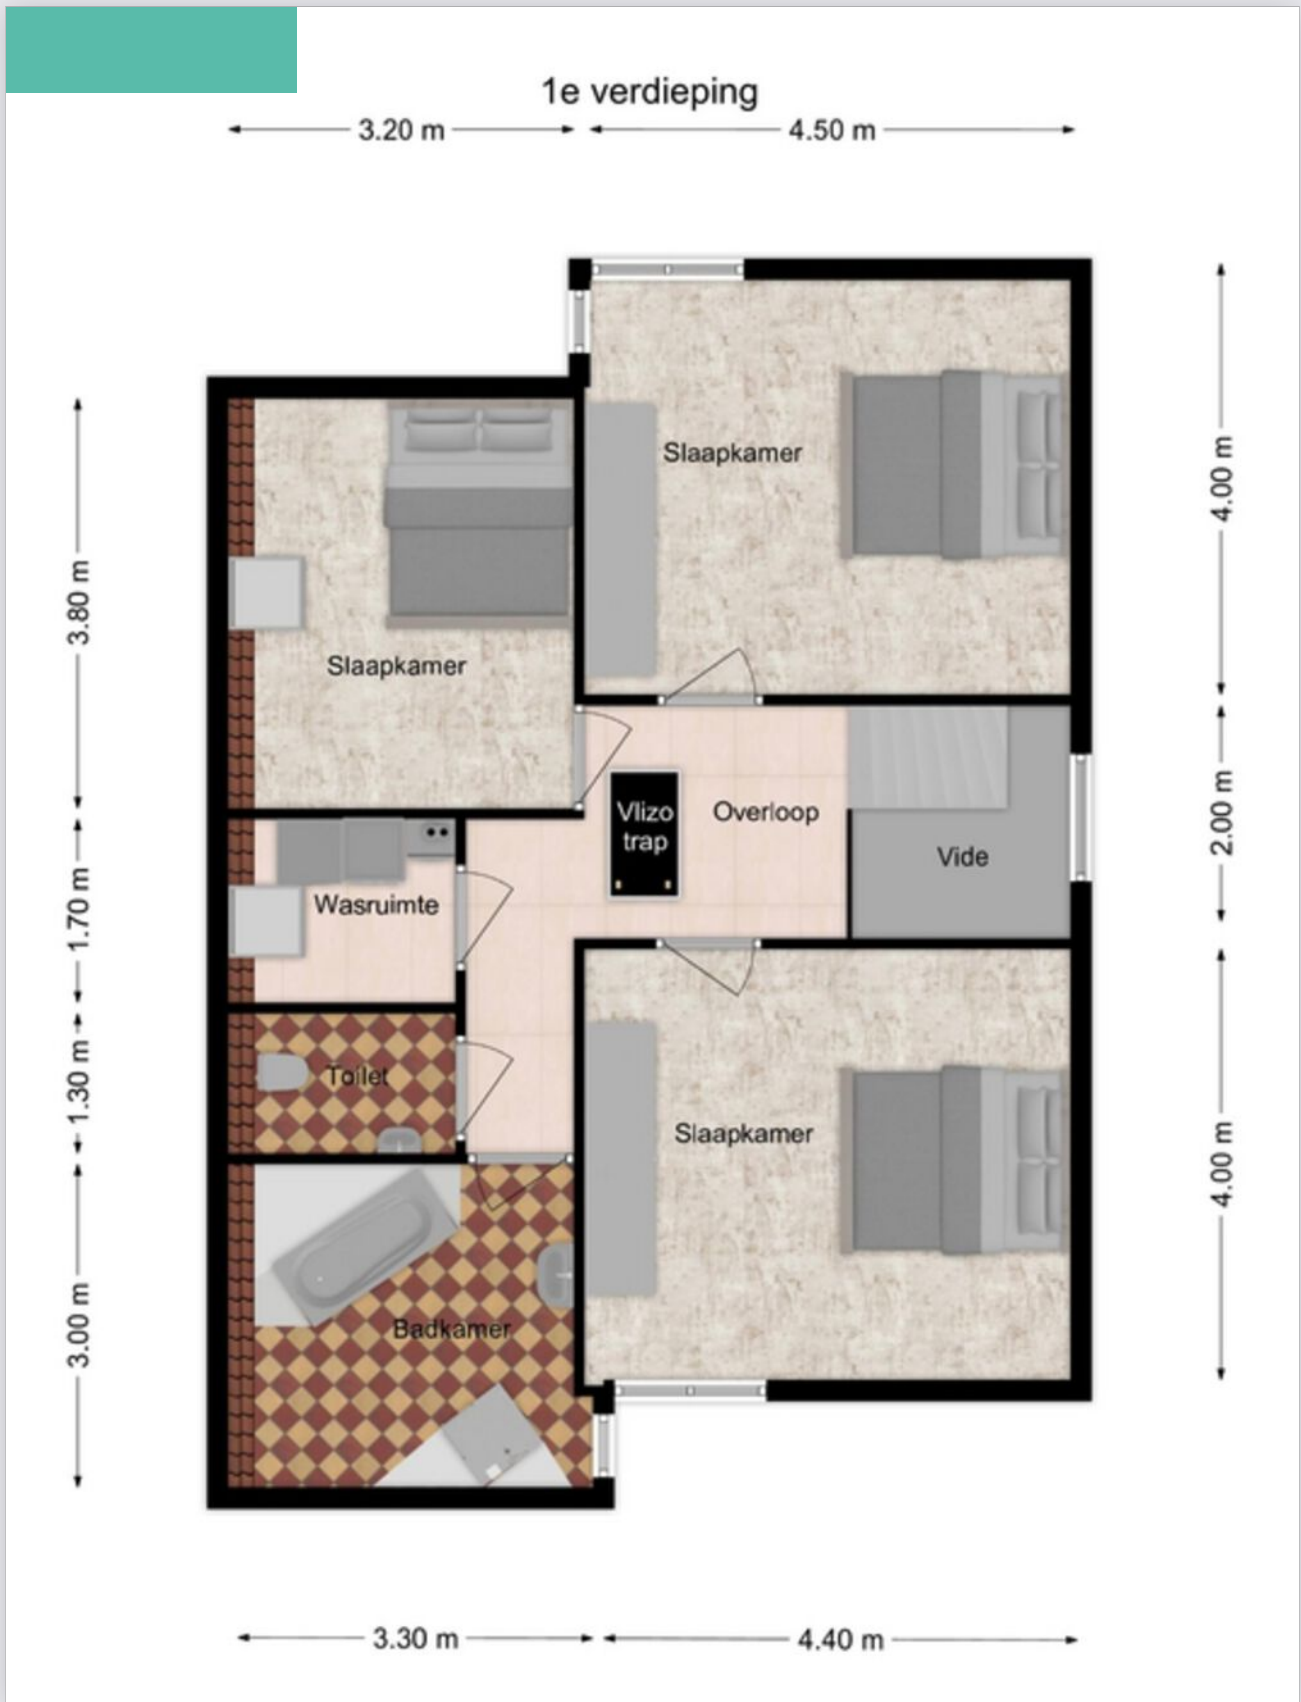 1e verdieping
3.20 m
4.50 m
Slaapkamer
4.00 m
3.80 m
Slaapkamer
Vlizo
trap
Overloop
2.00 m
Vide
Wasruimte
1.70 m
Toilet
1.30 m
Slaapkamer
4.00 m
Badkamer
3.00 m
3.30 m
4.40 m